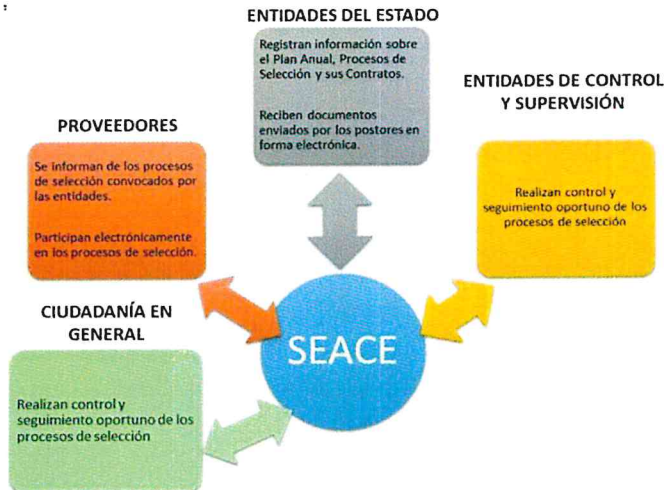 ENTIDADES DEL ESTADO
Registran información sobre
el Plan Anual, Procesos de
Selección y sus Contratos.
Reciben documentos
enviados por los postores en
forma electrónica.
ENTIDADES DE CONTROL
Y SUPERVISIÓN
Realizan control y
seguimiento oportuno de los
procesos de selección
PROVEEDORES
Se informan de los procesos
de selección convocados por
las entidades.
Participan electrónicamente
en los procesos de selección.
CIUDADANÍA EN
GENERAL
Realizan control y
seguimiento oportuno de los
procesos de selección
SEACE